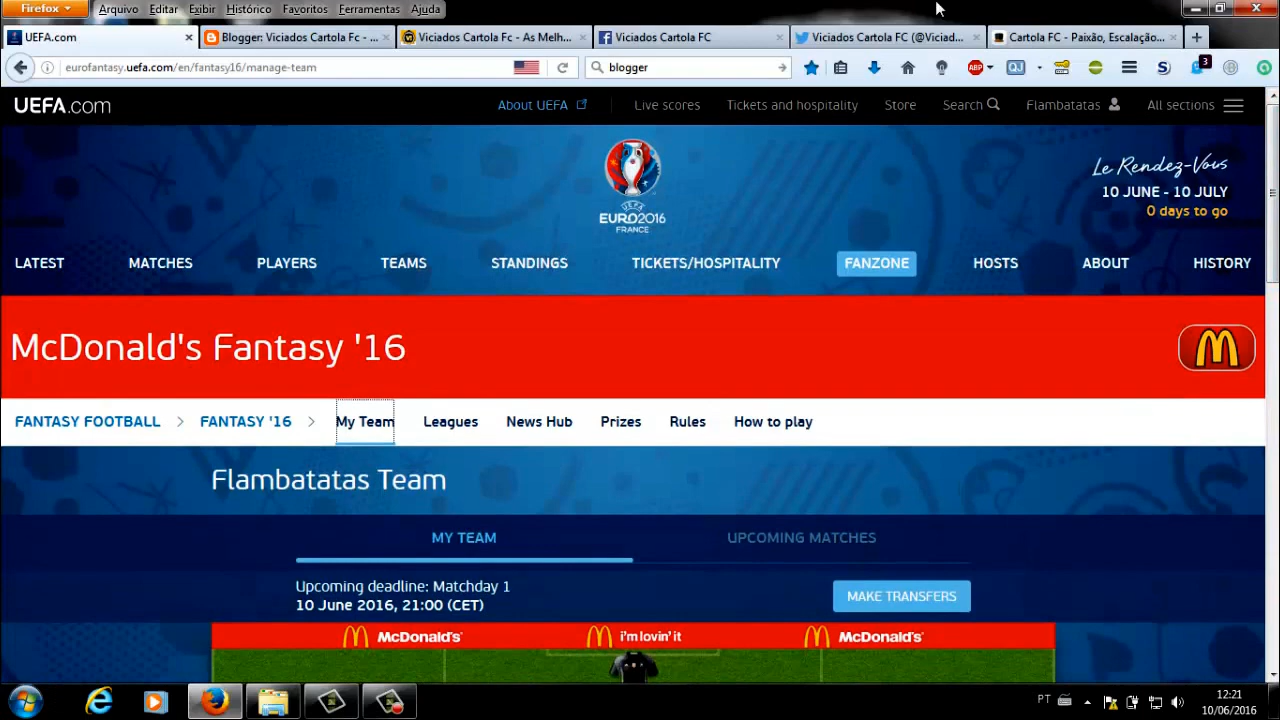 Firefox Arquivo Editar Exibir Histórico Favoritos Ferramentas Ajuda
UEFA.com Blogger: Viciados Cartola Fc - ... Viciados Cartola Fc - As Melh... Viciados Cartola FC Viciados Cartola FC (@Viciad... Cartola FC - Paixão, Escalação...
eurofantasy.uefa.com/en/fantasy16/manage-team blogger ABP QJ S 3
UEFA.com About UEFA Live scores Tickets and hospitality Store Search Flambatatas All sections
Le Rendez-Vous
10 JUNE - 10 JULY
0 days to go
UEFA
EURO2016
FRANCE
LATEST MATCHES PLAYERS TEAMS STANDINGS TICKETS/HOSPITALITY FANZONE HOSTS ABOUT HISTORY
McDonald's Fantasy '16
FANTASY FOOTBALL > FANTASY '16 > My Team Leagues News Hub Prizes Rules How to play
Flambatatas Team
MY TEAM UPCOMING MATCHES
Upcoming deadline: Matchday 1
10 June 2016, 21:00 (CET)
MAKE TRANSFERS
McDonald's i'm lovin' it McDonald's
PT 12:21
10/06/2016